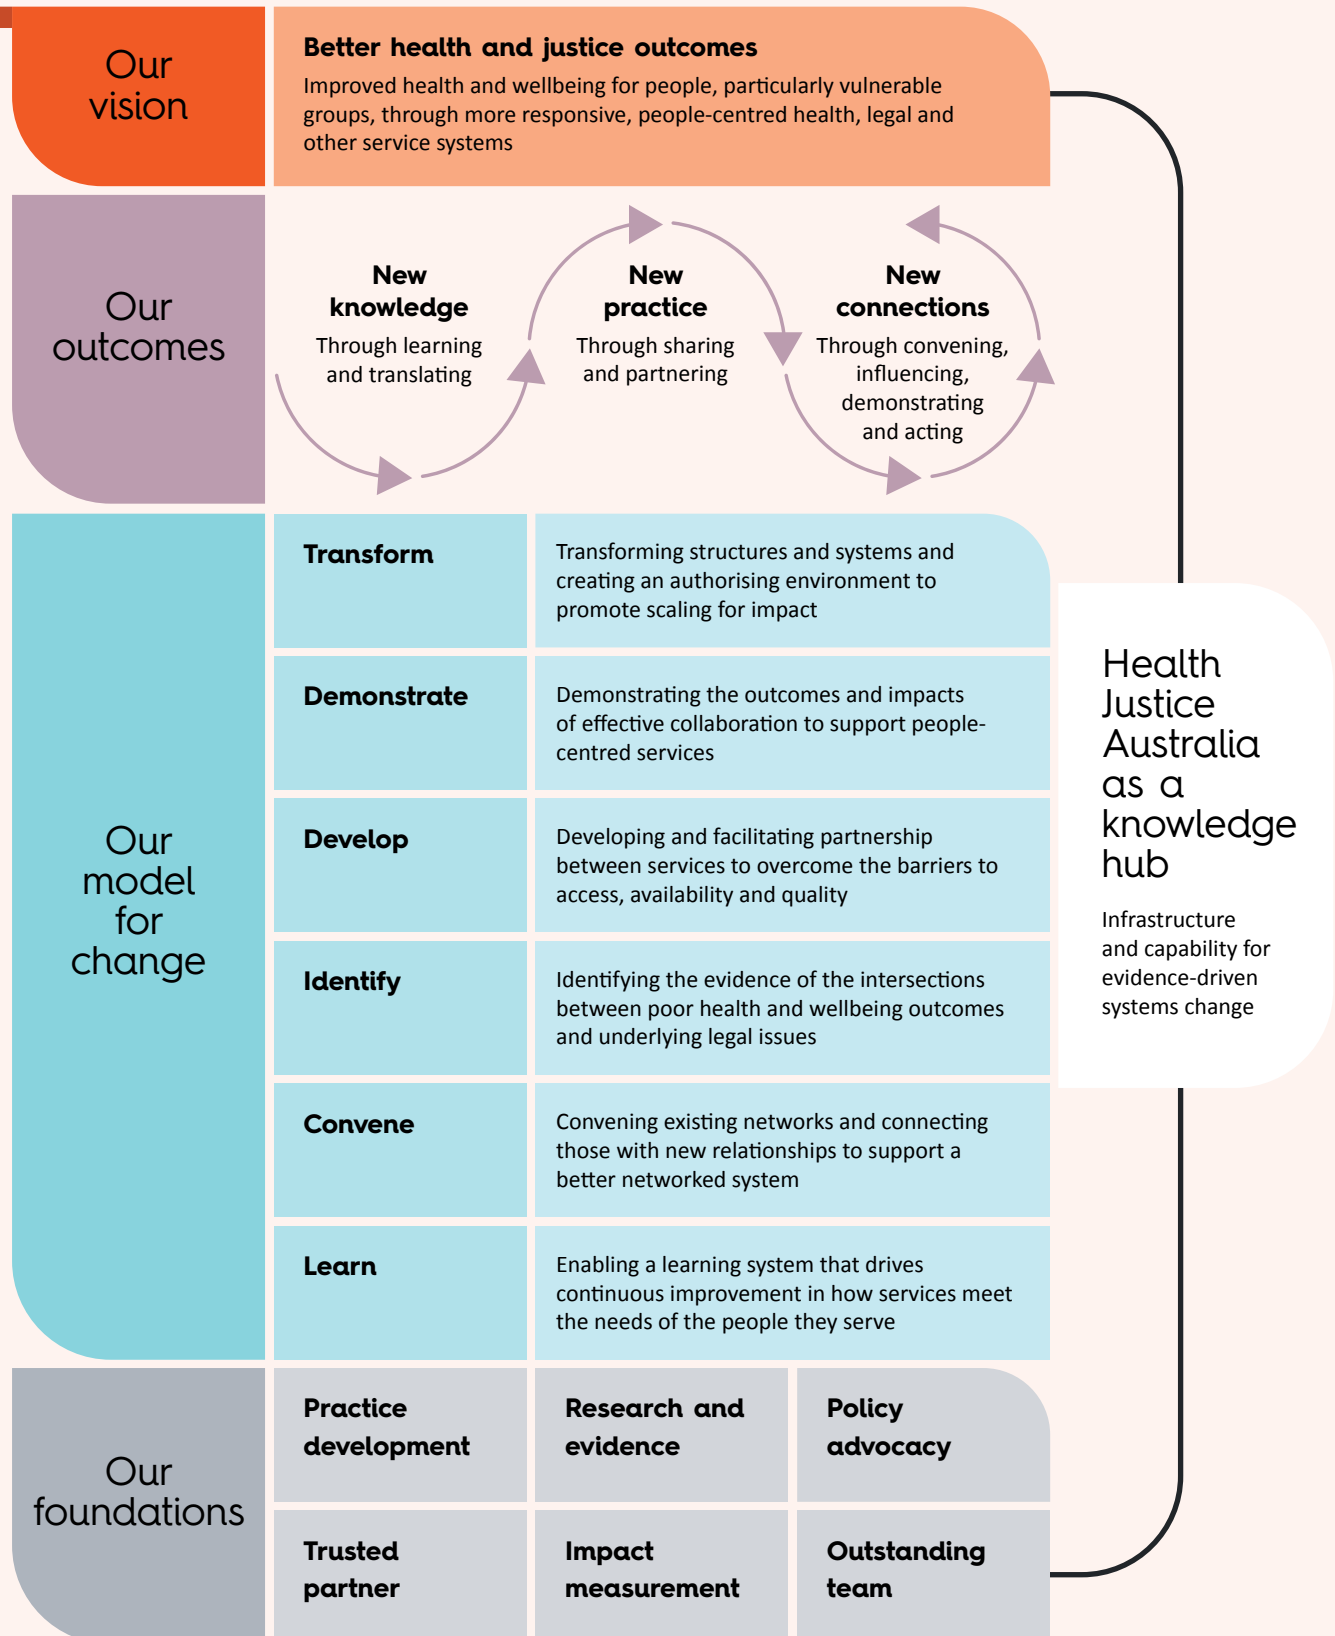 Our
vision
Better health and justice outcomes
Improved health and wellbeing for people, particularly vulnerable
groups, through more responsive, people-centred health, legal and
other service systems
Our
outcomes
New
knowledge
Through learning
and translating
New
practice
Through sharing
and partnering
New
connections
Through convening,
influencing,
demonstrating
and acting
Our
model
for
change
Transform
Transforming structures and systems and
creating an authorising environment to
promote scaling for impact
Demonstrate
Demonstrating the outcomes and impacts
of effective collaboration to support people-
centred services
Develop
Developing and facilitating partnership
between services to overcome the barriers to
access, availability and quality
Identify
Identifying the evidence of the intersections
between poor health and wellbeing outcomes
and underlying legal issues
Convene
Convening existing networks and connecting
those with new relationships to support a
better networked system
Learn
Enabling a learning system that drives
continuous improvement in how services meet
the needs of the people they serve
Our
foundations
Practice
development
Research and
evidence
Policy
advocacy
Trusted
partner
Impact
measurement
Outstanding
team
Health
Justice
Australia
as a
knowledge
hub
Infrastructure
and capability for
evidence-driven
systems change